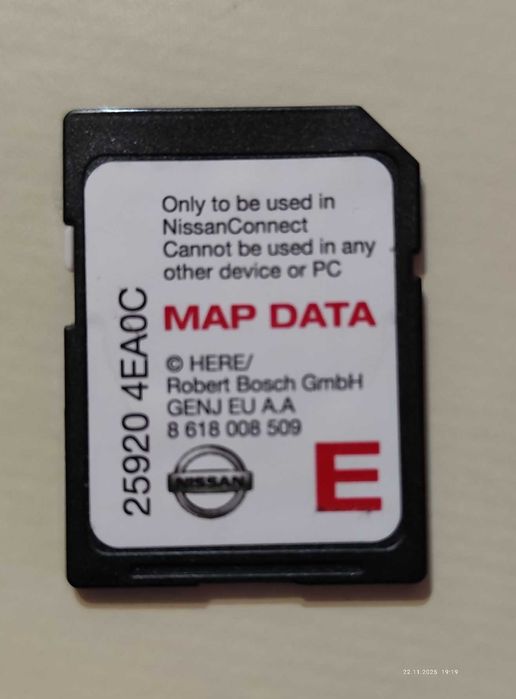 Only to be used in
NissanConnect
Cannot be used in any
other device or PC
MAP DATA
© HERE/
Robert Bosch GmbH
GENJ EU A.A
8 618 008 509
NISSAN
E
25920 4EA0C
22.11.2025 19:19